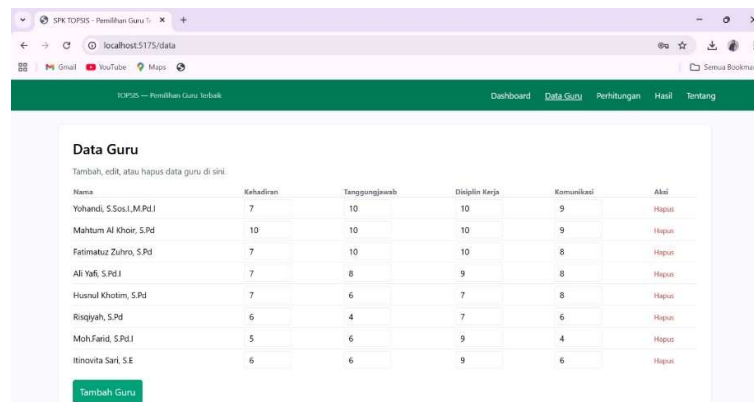 SPK TOPSIS - Pemilihan Guru Te
localhost:5175/data
Gmail YouTube Maps Semua Bookmar
TOPSIS — Pemilihan Guru Terbaik Dashboard Data Guru Perhitungan Hasil Tentang
Data Guru
Tambah, edit, atau hapus data guru di sini.
Nama Kehadiran Tanggungjawab Disiplin Kerja Komunikasi Aksi
Yohandi, S.Sos.I.,M.Pd.I 7 10 10 9 Hapus
Mahtum Al Khoir, S.Pd 10 10 10 9 Hapus
Fatimatuz Zuhro, S.Pd 7 10 10 8 Hapus
Ali Yafi, S.Pd.I 7 8 9 8 Hapus
Husnul Khotim, S.Pd 7 6 7 8 Hapus
Risqiyah, S.Pd 6 4 7 6 Hapus
Moh.Farid, S.Pd.I 5 6 9 4 Hapus
Itinovita Sari, S.E 6 6 9 6 Hapus
Tambah Guru